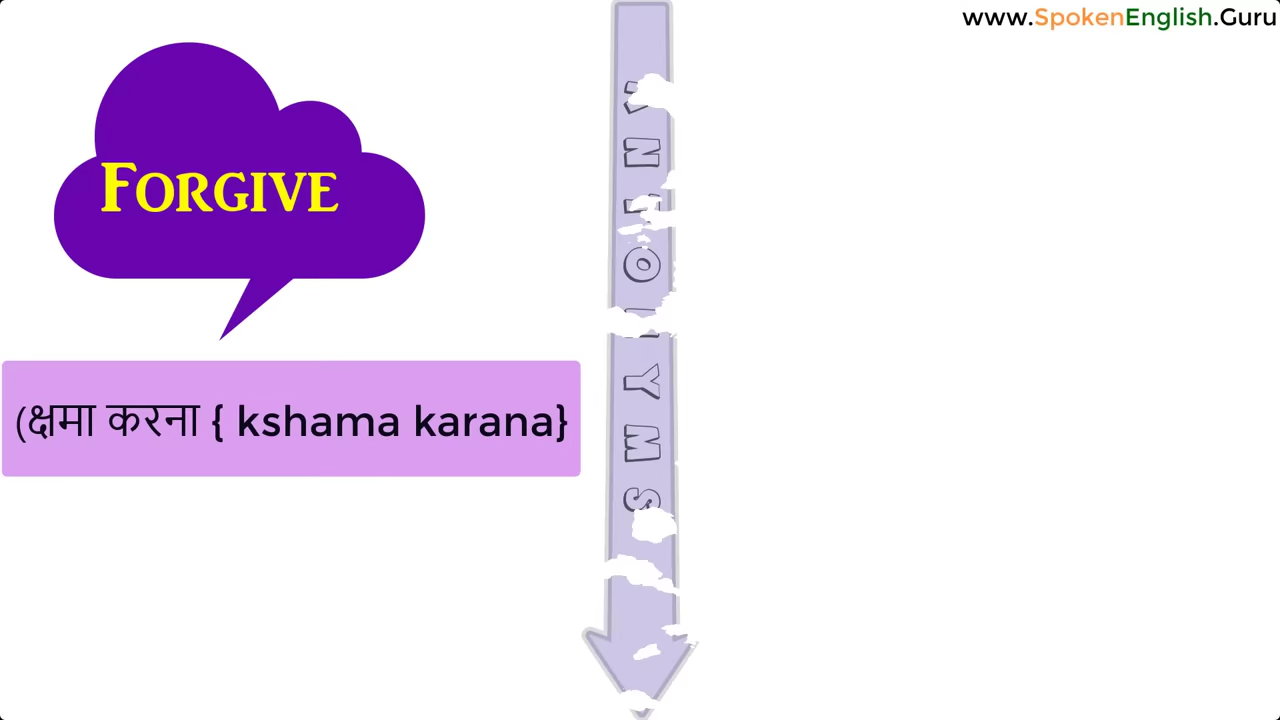 www.SpokenEnglish.Guru
FORGIVE
(क्षमा करना { kshama karana}